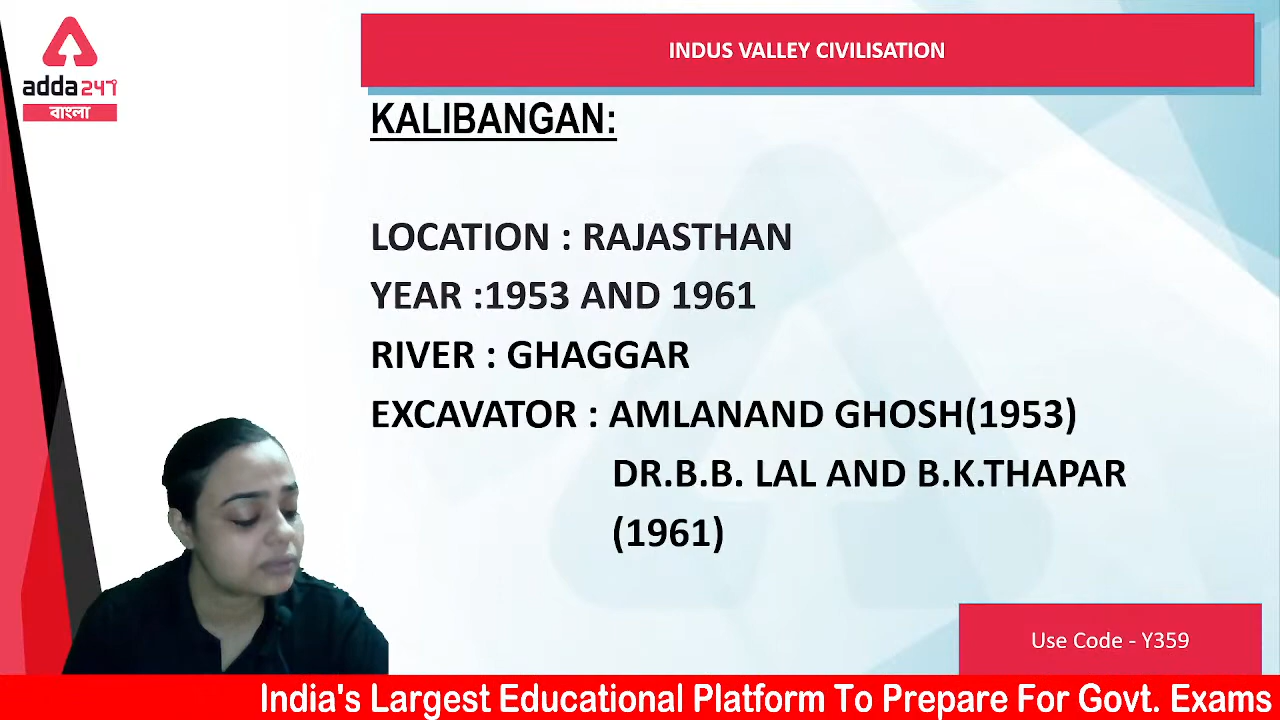 adda247
বাংলা
INDUS VALLEY CIVILISATION
KALIBANGAN:
LOCATION : RAJASTHAN
YEAR :1953 AND 1961
RIVER : GHAGGAR
EXCAVATOR : AMLANAND GHOSH(1953)
DR.B.B. LAL AND B.K.THAPAR
(1961)
Use Code - Y359
India's Largest Educational Platform To Prepare For Govt. Exams